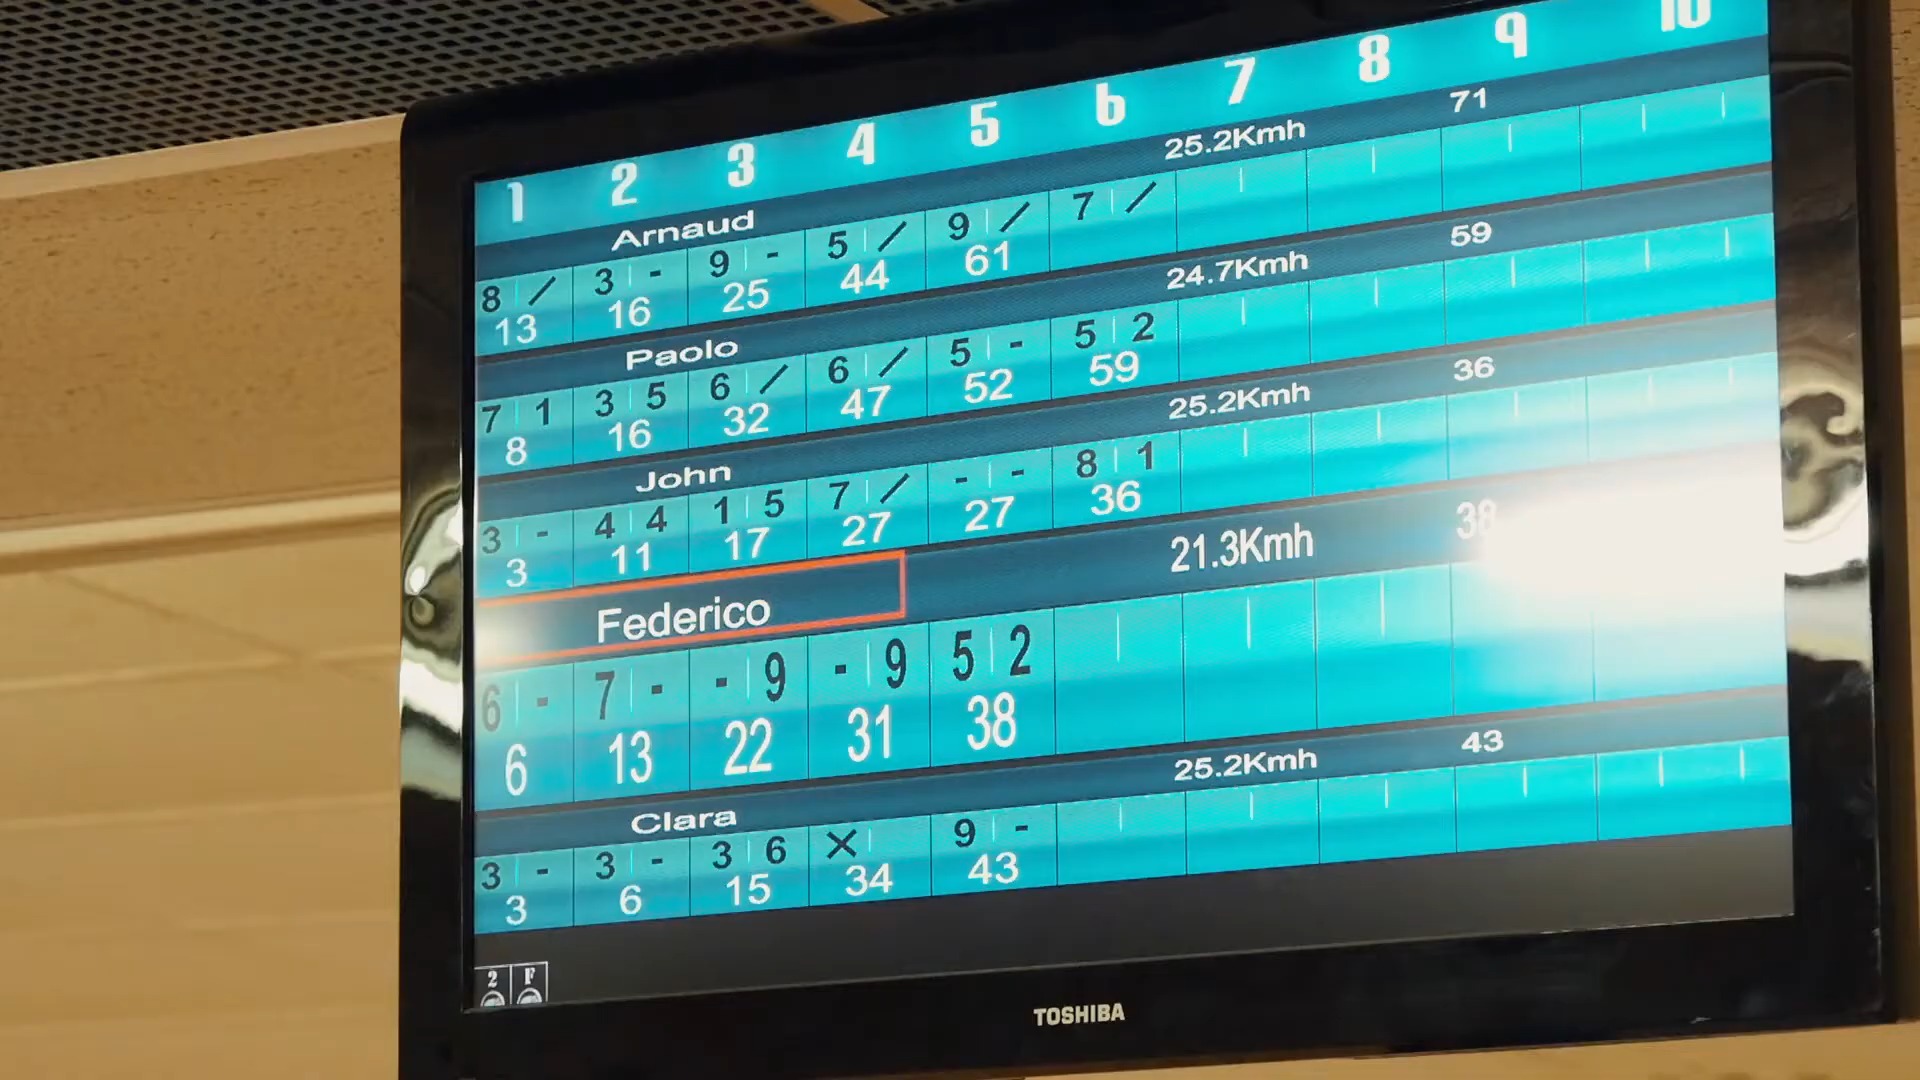 1 2 3 4 5 6 7 8 9 10
Arnaud 25.2Kmh 71
8 / 3 - 9 - 5 / 9 / 7 /
13 16 25 44 61
Paolo 24.7Kmh 59
7 1 3 5 6 / 6 / 5 - 5 2
8 16 32 47 52 59
John 25.2Kmh 36
3 - 4 4 1 5 7 / - - 8 1
3 11 17 27 27 36
Federico 21.3Kmh 38
6 - 7 - - 9 - 9 5 2
6 13 22 31 38
Clara 25.2Kmh 43
3 - 3 - 3 6 X 9 -
3 6 15 34 43
2 F
TOSHIBA